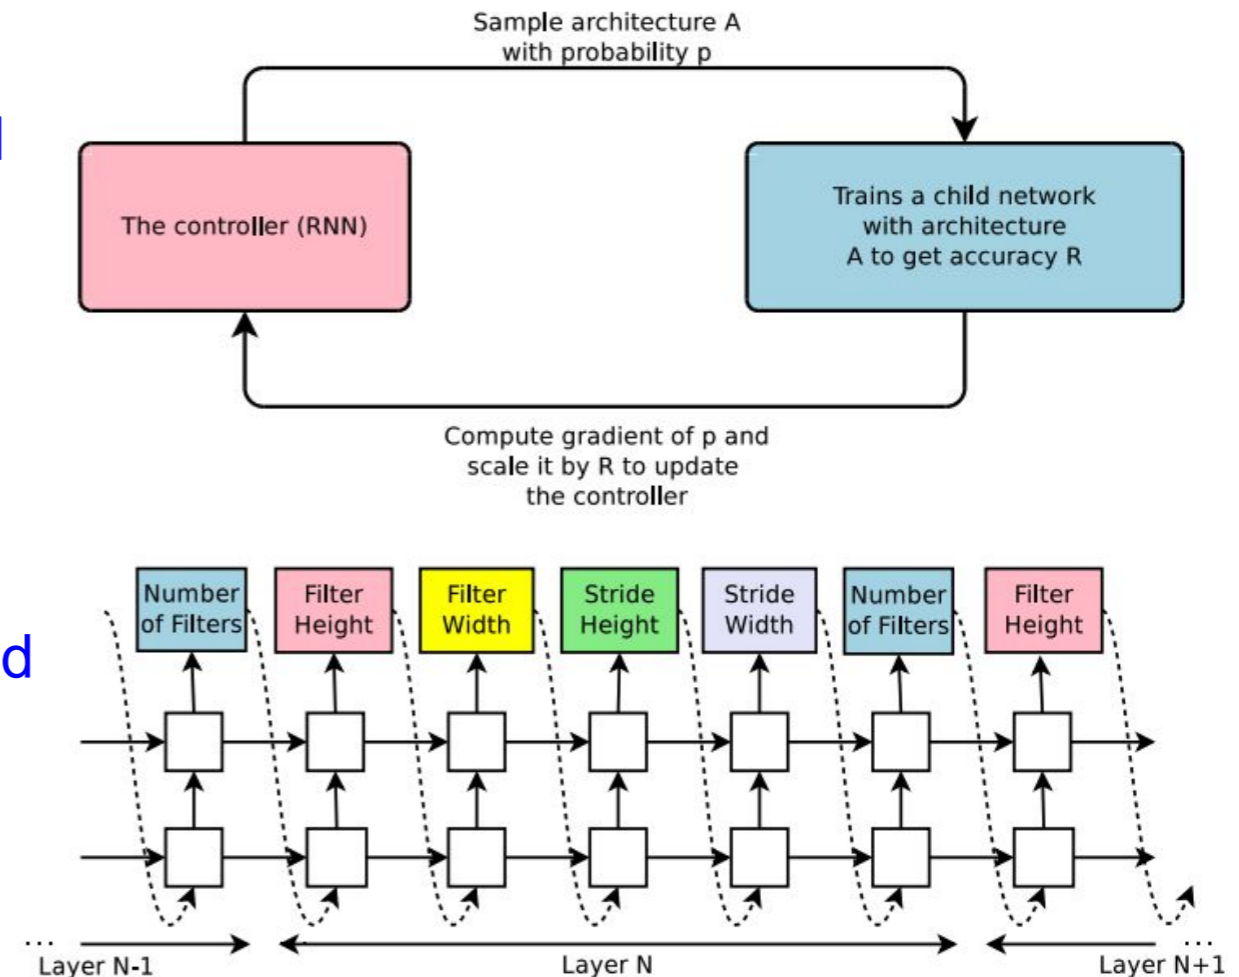 Sample architecture A
with probability p
The controller (RNN)
Trains a child network
with architecture
A to get accuracy R
Compute gradient of p and
scale it by R to update
the controller
Number
of Filters
Filter
Height
Filter
Width
Stride
Height
Stride
Width
Number
of Filters
Filter
Height
d
...
Layer N-1
Layer N
...
Layer N+1